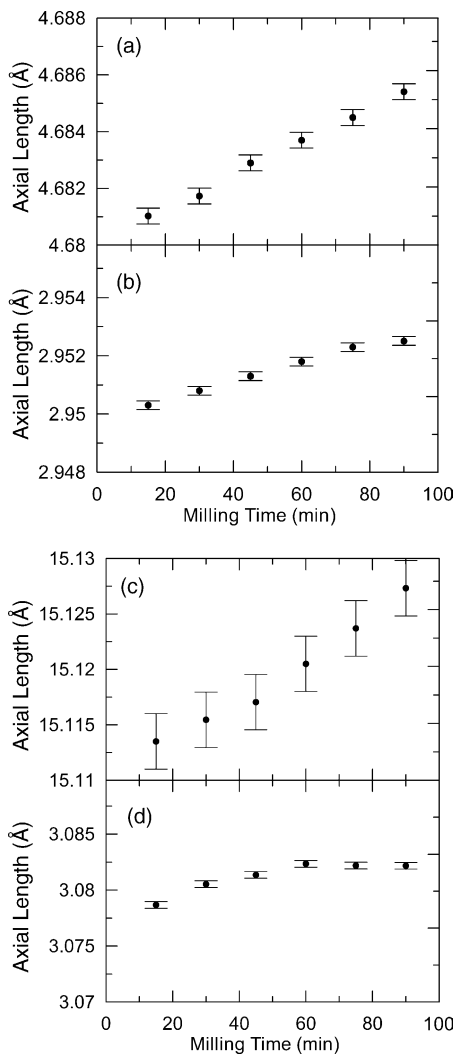 4.688
(a)
4.686
4.684
4.682
4.68
Axial Length (Å)
(b)
2.954
2.952
2.95
2.948
Axial Length (Å)
0 20 40 60 80 100
Milling Time (min)
15.13
(c)
15.125
15.12
15.115
15.11
Axial Length (Å)
(d)
3.085
3.08
3.075
3.07
Axial Length (Å)
0 20 40 60 80 100
Milling Time (min)